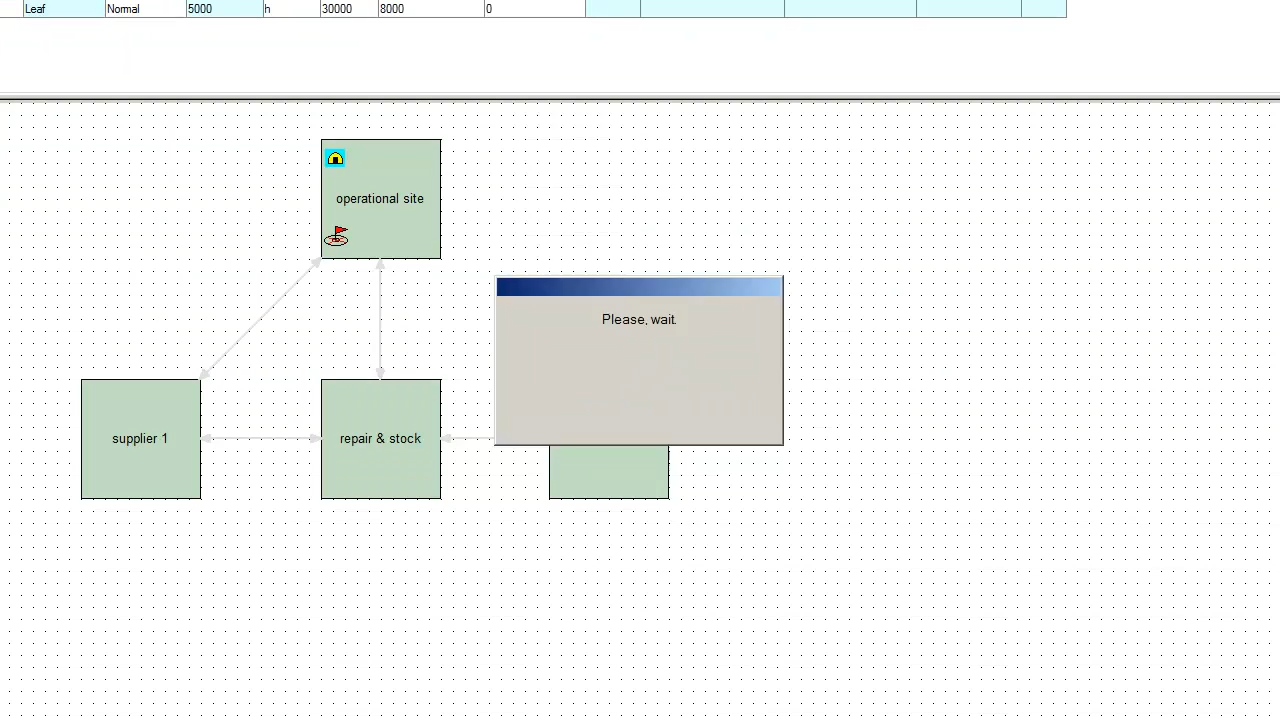 Leaf Normal 5000 h 30000 8000 0
operational site
Please, wait.
supplier 1
repair & stock